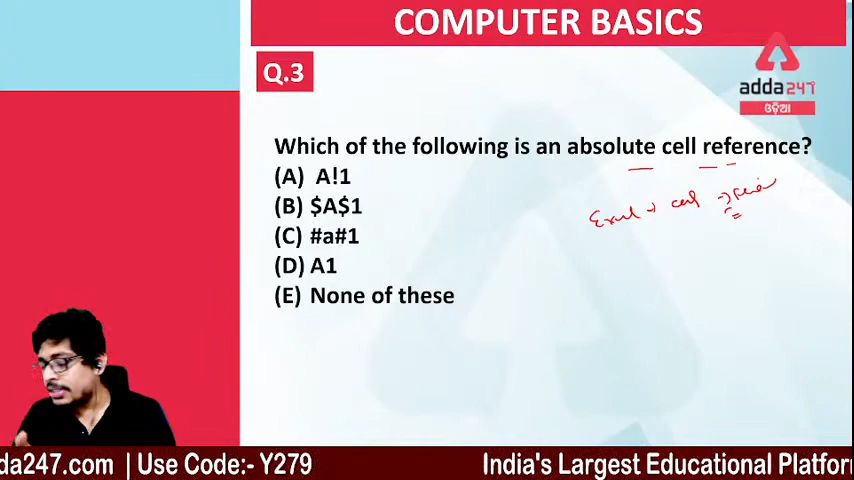 COMPUTER BASICS
Q.3
adda247
ଓଡ଼ିଆ
Which of the following is an absolute cell reference?
(A) A!1
(B) $A$1
(C) #a#1
(D) A1
(E) None of these
Excel → cell →
da247.com | Use Code:- Y279
India's Largest Educational Platfor